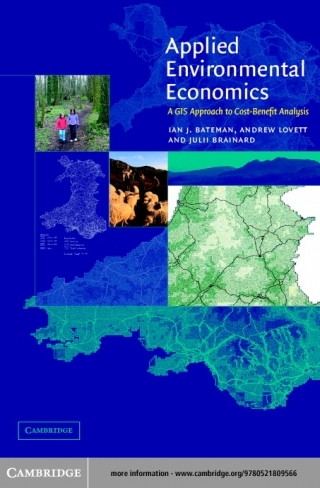 Applied
Environmental
Economics
A GIS Approach to Cost-Benefit Analysis
IAN J. BATEMAN, ANDREW LOVETT
AND JULII BRAINARD
CAMBRIDGE
CAMBRIDGE
more information - www.cambridge.org/9780521809566